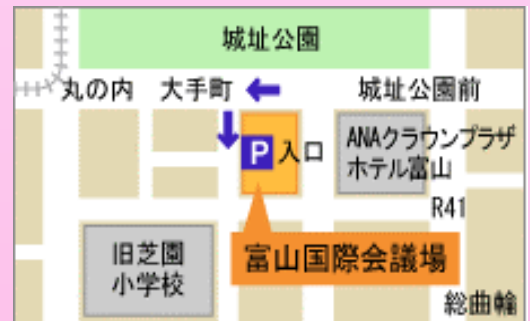 城址公園
丸の内
大手町
城址公園前
P
入口
ANAクラウンプラザ
ホテル富山
R41
旧芝園
小学校
富山国際会議場
総曲輪